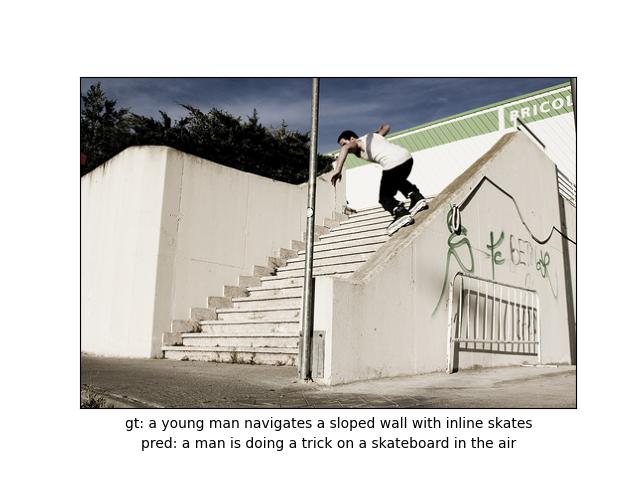 BRICOL
gt: a young man navigates a sloped wall with inline skates
pred: a man is doing a trick on a skateboard in the air